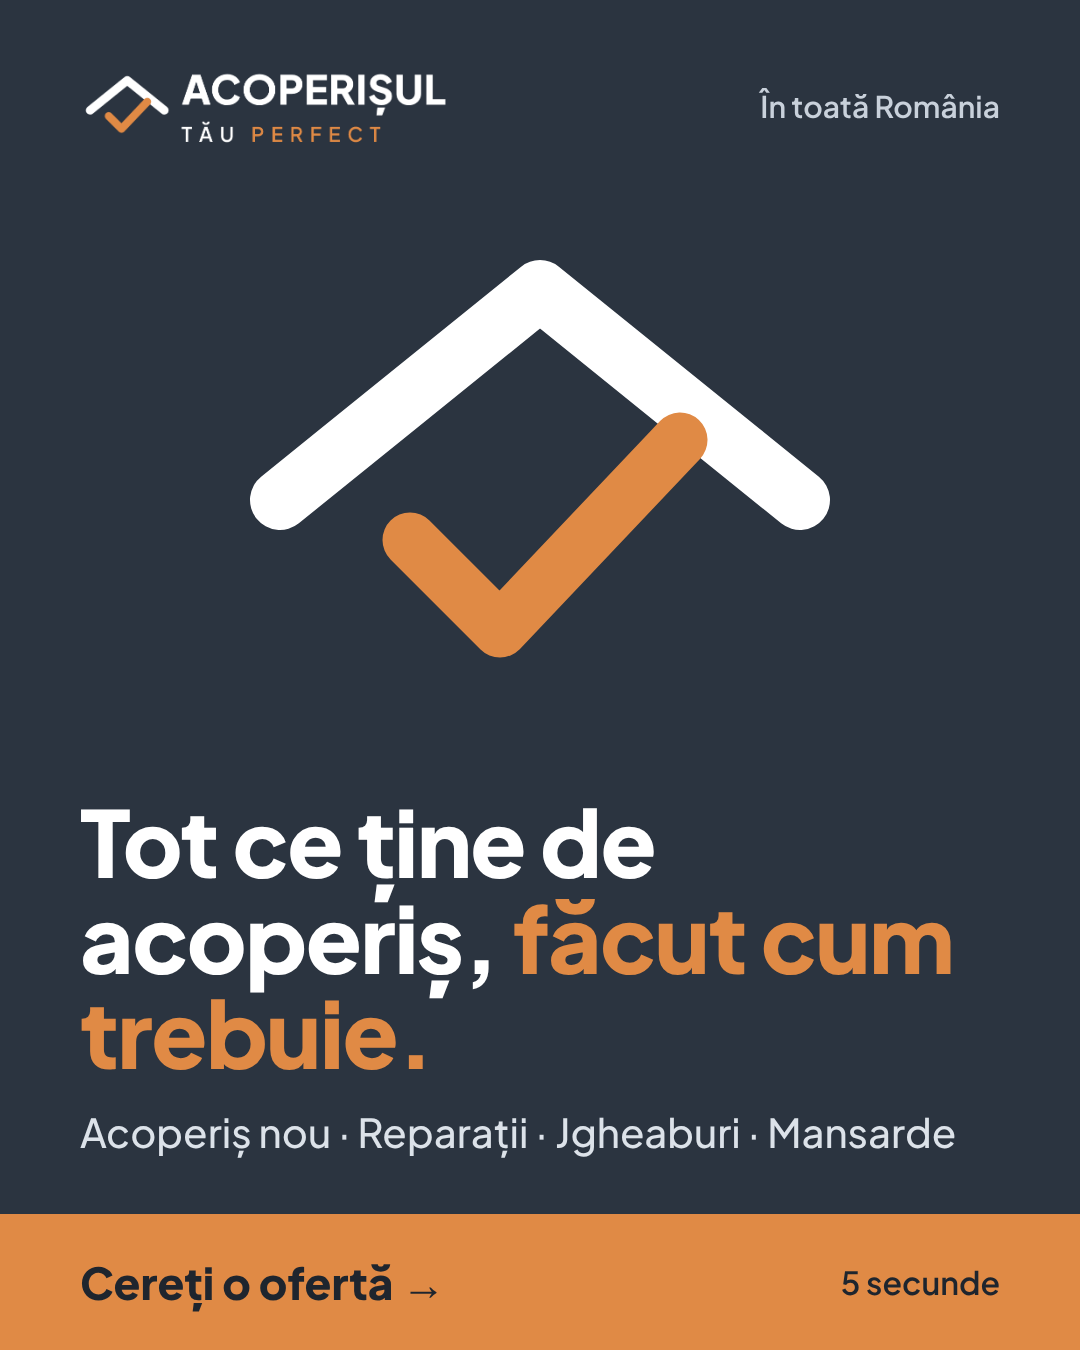 ACOPERIȘUL
TĂU PERFECT
În toată România
Tot ce ține de
acoperiș, făcut cum
trebuie.
Acoperiș nou · Reparații · Jgheaburi · Mansarde
Cereți o ofertă →
5 secunde